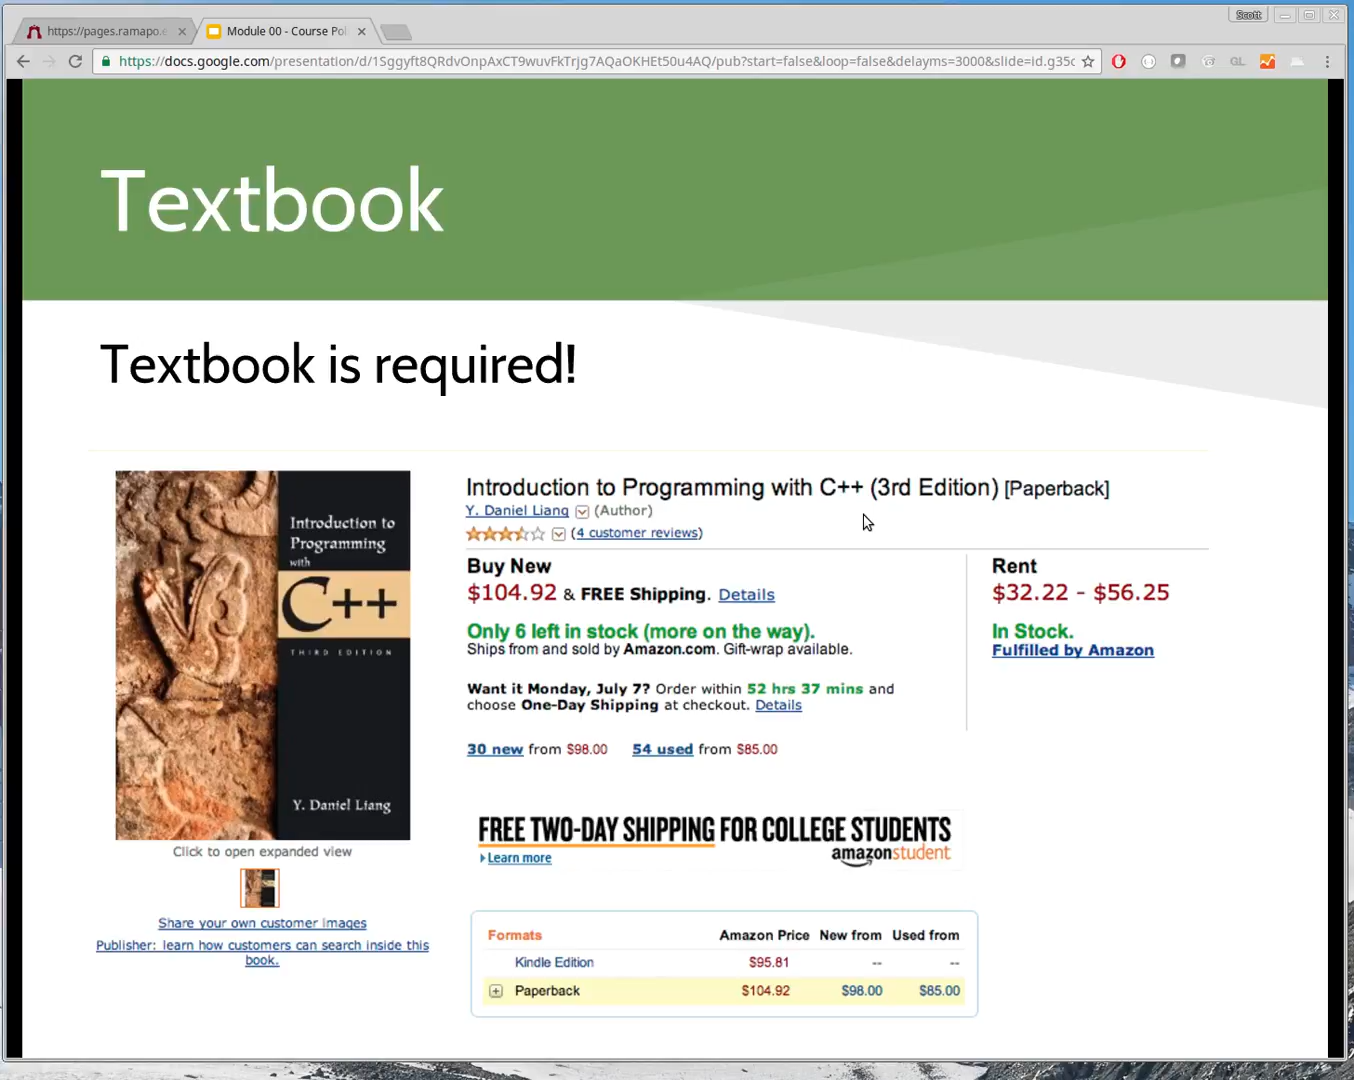 Scott
https://pages.ramapo.e
Module 00 - Course Pol
https://docs.google.com/presentation/d/1Sggyft8QRdvOnpAxCT9wuvFkTrjg7AQaOKHEt50u4AQ/pub?start=false&loop=false&delayms=3000&slide=id.g35c
GL
Textbook
Textbook is required!
Introduction to
Programming
with
C++
THIRD EDITION
Y. Daniel Liang
Click to open expanded view
Share your own customer images
Publisher: learn how customers can search inside this
book.
Introduction to Programming with C++ (3rd Edition) [Paperback]
Y. Daniel Liang (Author)
(4 customer reviews)
Buy New
$104.92 & FREE Shipping. Details
Only 6 left in stock (more on the way).
Ships from and sold by Amazon.com. Gift-wrap available.
Want it Monday, July 7? Order within 52 hrs 37 mins and
choose One-Day Shipping at checkout. Details
30 new from $98.00 54 used from $85.00
Rent
$32.22 - $56.25
In Stock.
Fulfilled by Amazon
FREE TWO-DAY SHIPPING FOR COLLEGE STUDENTS
Learn more
amazonstudent
Formats Amazon Price New from Used from
Kindle Edition $95.81 -- --
Paperback $104.92 $98.00 $85.00